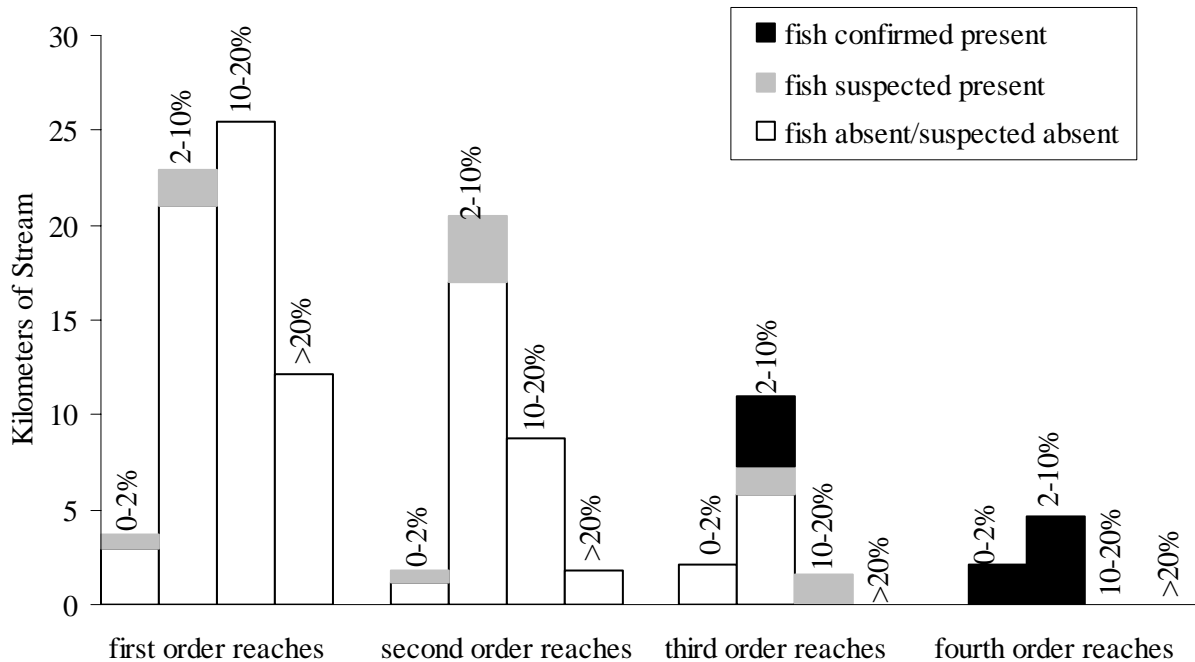 fish confirmed present
fish suspected present
fish absent/suspected absent
Kilometers of Stream
30
25
20
15
10
5
0
0-2%
2-10%
10-20%
>20%
0-2%
2-10%
10-20%
>20%
0-2%
2-10%
10-20%
>20%
0-2%
2-10%
10-20%
>20%
first order reaches
second order reaches
third order reaches
fourth order reaches